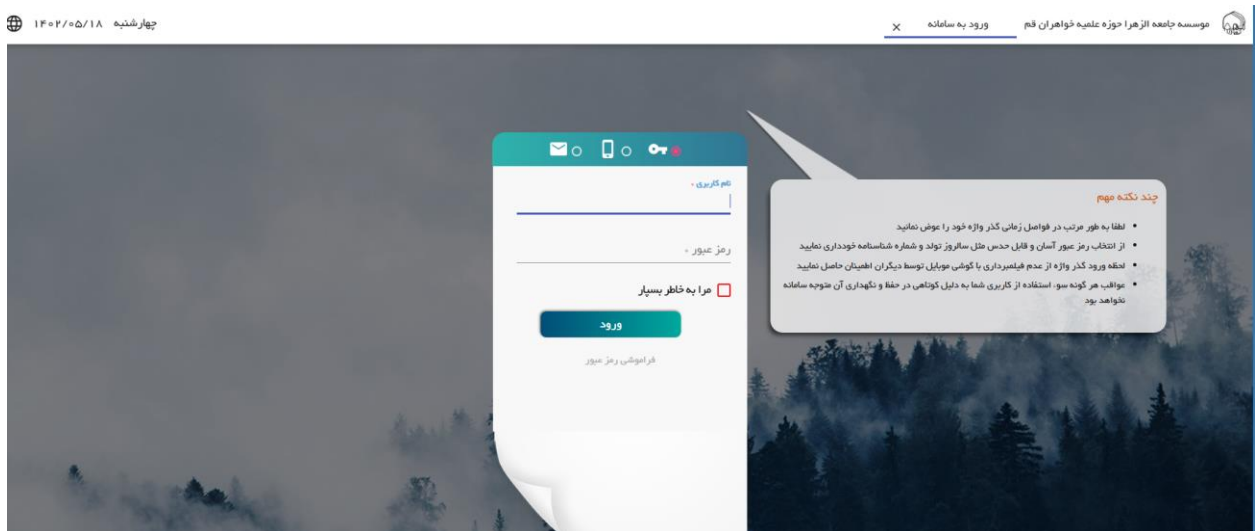 موسسه جامعه الزهرا حوزه علمیه خواهران قم
ورود به سامانه
×
چهارشنبه ۱۴۰۲/۰۵/۱۸
نام کاربری *
رمز عبور *
مرا به خاطر بسپار
ورود
فراموشی رمز عبور
چند نکته مهم
• لطفا به طور مرتب در فواصل زمانی گذر واژه خود را عوض نمائید
• از انتخاب رمز عبور آسان و قابل حدس مثل سالروز تولد و شماره شناسنامه خودداری نمایید
• لحظه ورود گذر واژه از عدم فیلمبرداری با گوشی موبایل توسط دیگران اطمینان حاصل نمایید
• عواقب هر گونه سوء استفاده از کاربری شما به دلیل کوتاهی در حفظ و نگهداری آن متوجه سامانه
نخواهد بود